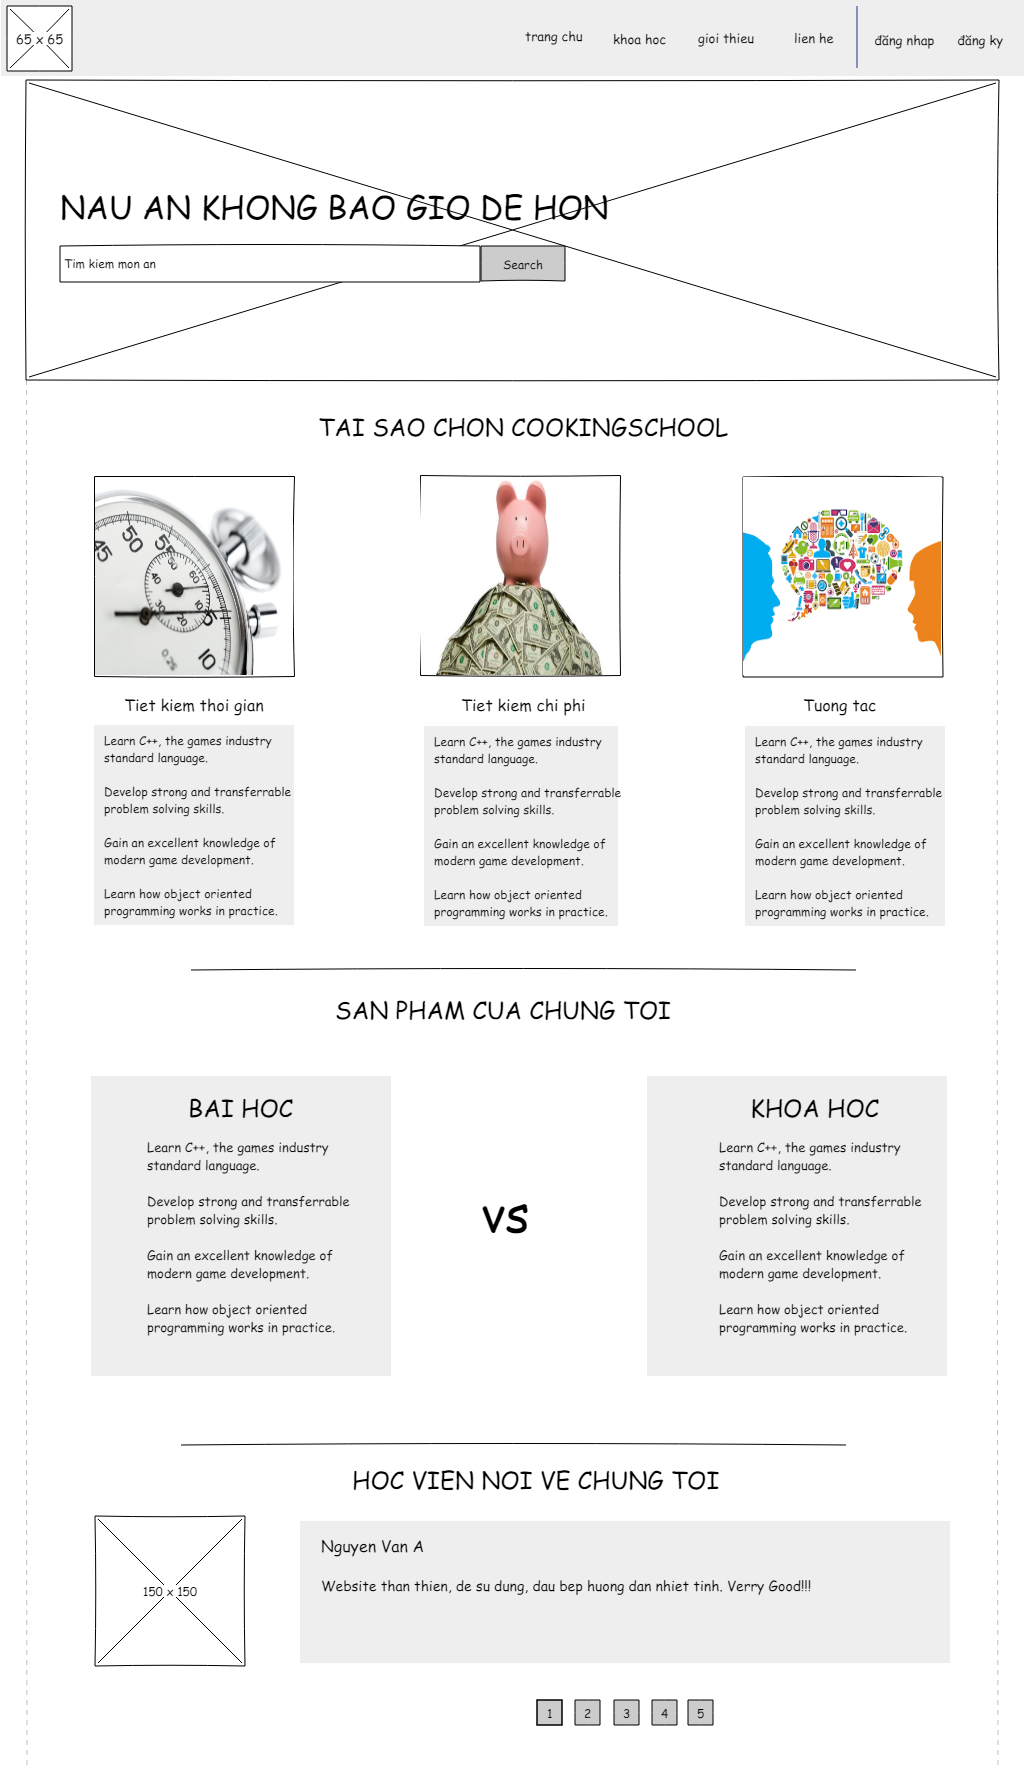 65 x 65
trang chu
khoa hoc
gioi thieu
lien he
đăng nhap
đăng ky
NAU AN KHONG BAO GIO DE HON
Tim kiem mon an
Search
TAI SAO CHON COOKINGSCHOOL
45
50
55
50
60
40
10
30
20
15
10
0.25
Tiet kiem thoi gian
Learn C++, the games industry
standard language.
Develop strong and transferrable
problem solving skills.
Gain an excellent knowledge of
modern game development.
Learn how object oriented
programming works in practice.
Tiet kiem chi phi
Learn C++, the games industry
standard language.
Develop strong and transferrable
problem solving skills.
Gain an excellent knowledge of
modern game development.
Learn how object oriented
programming works in practice.
Tuong tac
Learn C++, the games industry
standard language.
Develop strong and transferrable
problem solving skills.
Gain an excellent knowledge of
modern game development.
Learn how object oriented
programming works in practice.
SAN PHAM CUA CHUNG TOI
BAI HOC
Learn C++, the games industry
standard language.
Develop strong and transferrable
problem solving skills.
Gain an excellent knowledge of
modern game development.
Learn how object oriented
programming works in practice.
VS
KHOA HOC
Learn C++, the games industry
standard language.
Develop strong and transferrable
problem solving skills.
Gain an excellent knowledge of
modern game development.
Learn how object oriented
programming works in practice.
HOC VIEN NOI VE CHUNG TOI
150 x 150
Nguyen Van A
Website than thien, de su dung, dau bep huong dan nhiet tinh. Verry Good!!!
1
2
3
4
5